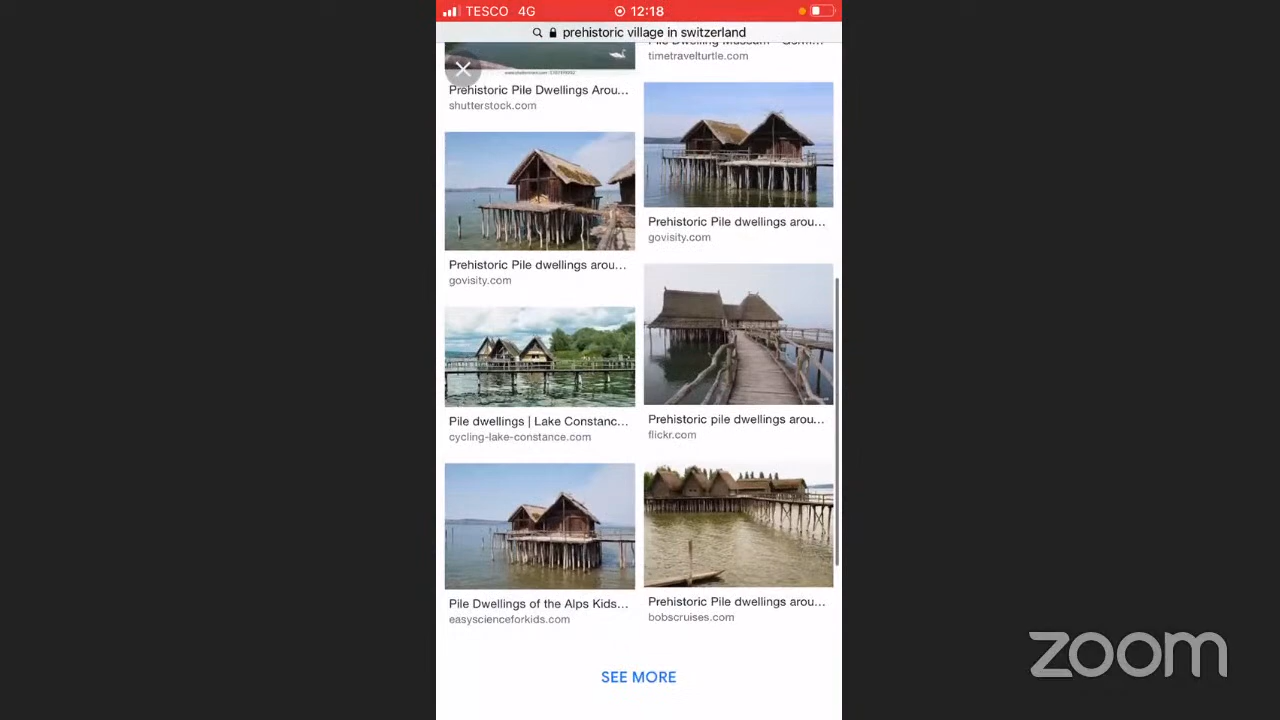 TESCO 4G 12:18
prehistoric village in switzerland
timetravelturtle.com
Prehistoric Pile Dwellings Arou...
shutterstock.com
Prehistoric Pile dwellings arou...
govisity.com
Prehistoric Pile dwellings arou...
govisity.com
Pile dwellings | Lake Constanc...
cycling-lake-constance.com
Prehistoric pile dwellings arou...
flickr.com
Pile Dwellings of the Alps Kids...
easyscienceforkids.com
Prehistoric Pile dwellings arou...
bobscruises.com
SEE MORE
zoom